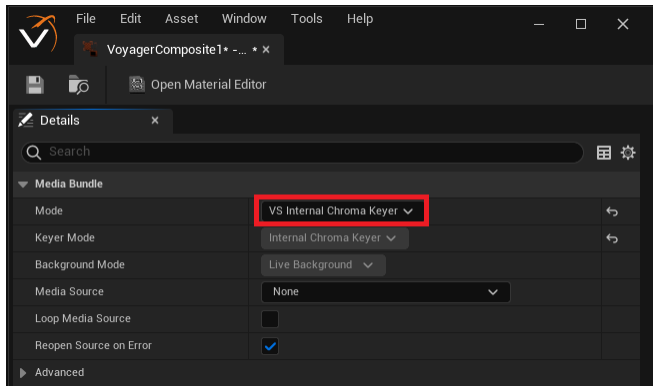 File Edit Asset Window Tools Help
VoyagerComposite1* -... * ×
Open Material Editor
Details
Search
Media Bundle
Mode VS Internal Chroma Keyer
Keyer Mode Internal Chroma Keyer
Background Mode Live Background
Media Source None
Loop Media Source
Reopen Source on Error
Advanced